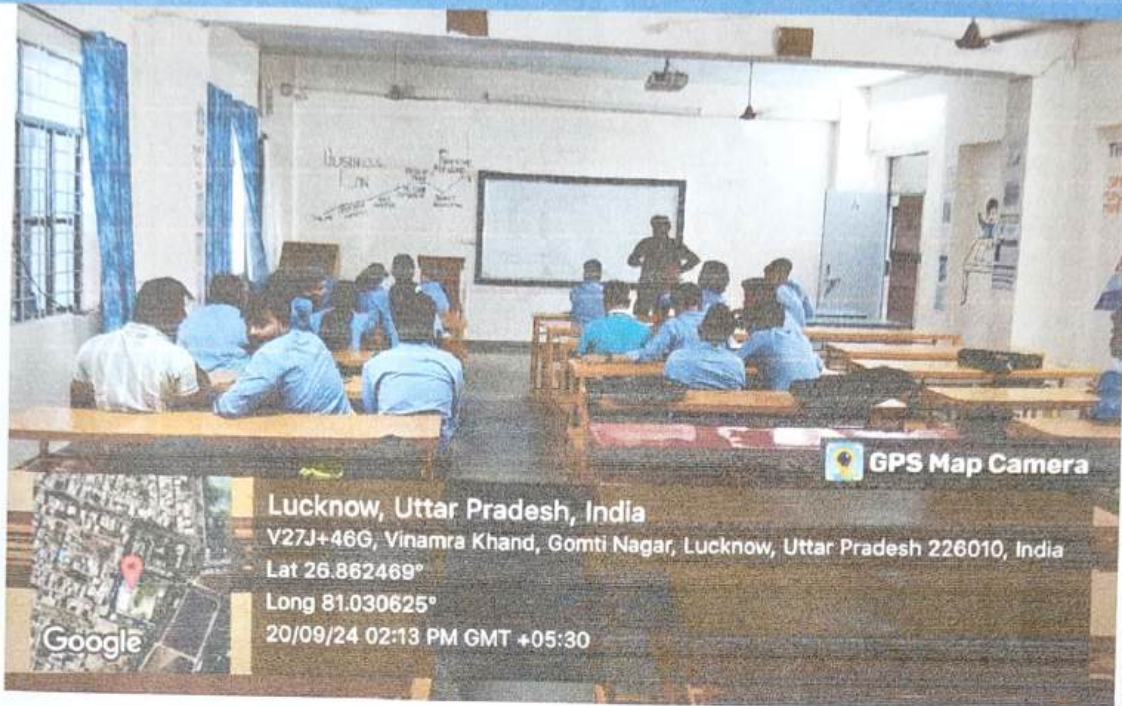 BUSINESS
GPS Map Camera
Lucknow, Uttar Pradesh, India
V27J+46G, Vinamra Khand, Gomti Nagar, Lucknow, Uttar Pradesh 226010, India
Lat 26.862469°
Long 81.030625°
20/09/24 02:13 PM GMT +05:30
Google